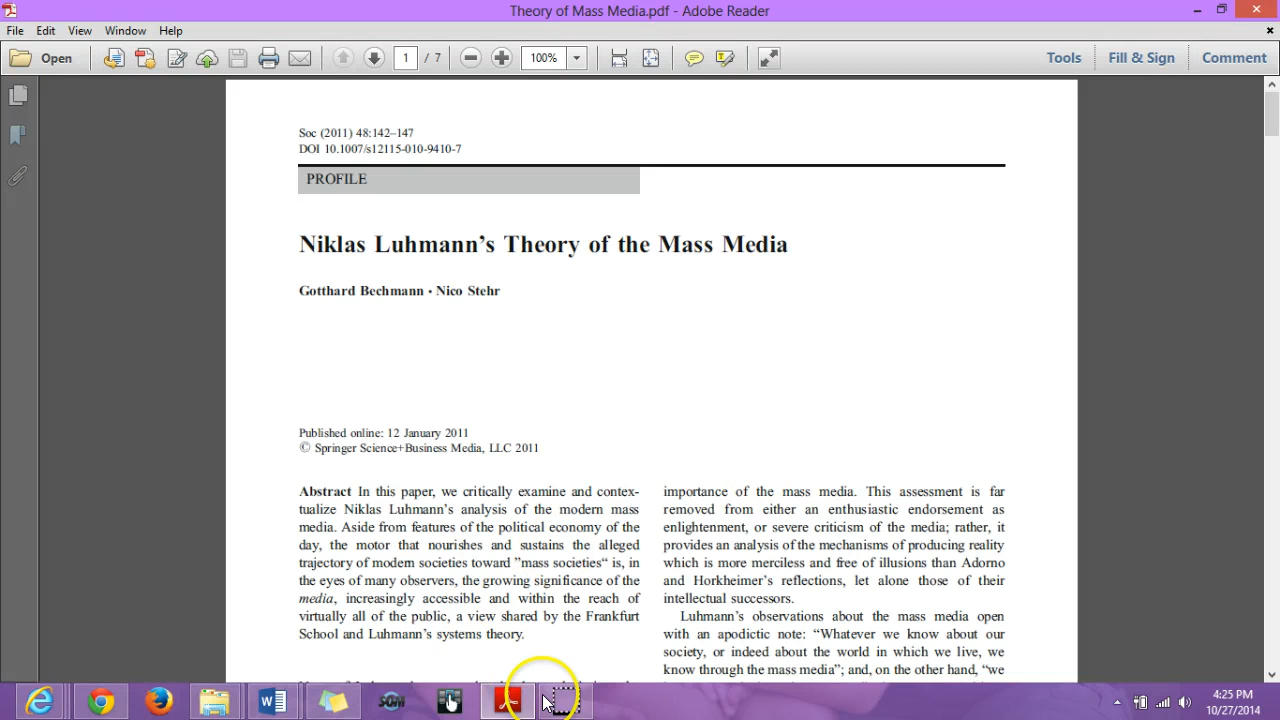 Theory of Mass Media.pdf - Adobe Reader
File Edit View Window Help
Open 1 / 7 100% Tools Fill & Sign Comment
Soc (2011) 48:142–147
DOI 10.1007/s12115-010-9410-7
PROFILE
Niklas Luhmann’s Theory of the Mass Media
Gotthard Bechmann • Nico Stehr
Published online: 12 January 2011
© Springer Science+Business Media, LLC 2011
Abstract In this paper, we critically examine and contex-
tualize Niklas Luhmann’s analysis of the modern mass
media. Aside from features of the political economy of the
day, the motor that nourishes and sustains the alleged
trajectory of modern societies toward ”mass societies“ is, in
the eyes of many observers, the growing significance of the
media, increasingly accessible and within the reach of
virtually all of the public, a view shared by the Frankfurt
School and Luhmann’s systems theory.
importance of the mass media. This assessment is far
removed from either an enthusiastic endorsement as
enlightenment, or severe criticism of the media; rather, it
provides an analysis of the mechanisms of producing reality
which is more merciless and free of illusions than Adorno
and Horkheimer’s reflections, let alone those of their
intellectual successors.
Luhmann’s observations about the mass media open
with an apodictic note: “Whatever we know about our
society, or indeed about the world in which we live, we
know through the mass media”; and, on the other hand, “we
SOM
4:25 PM
10/27/2014